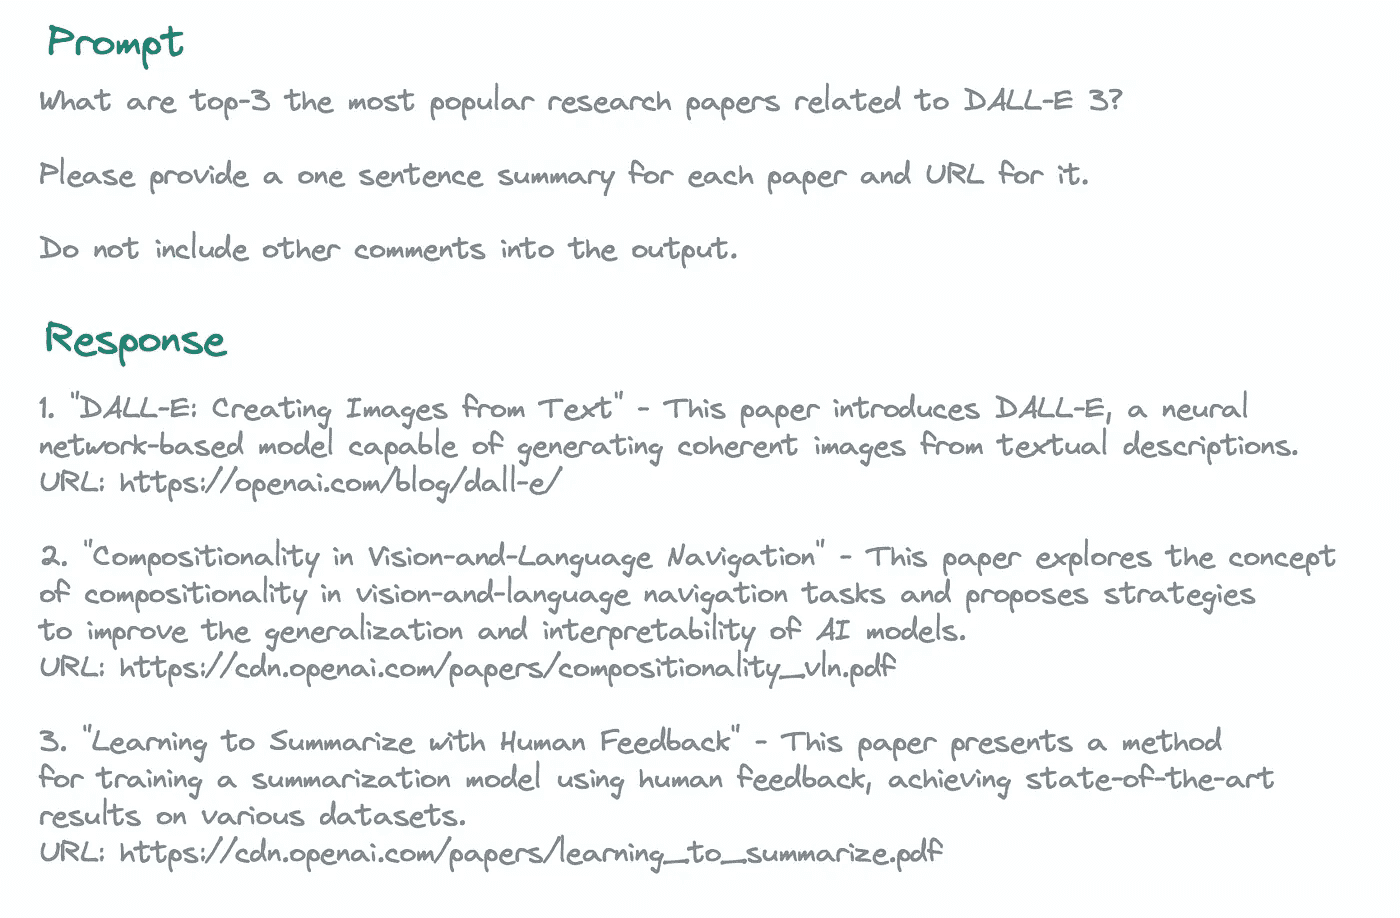 Prompt
What are top-3 the most popular research papers related to DALL-E 3?
Please provide a one sentence summary for each paper and URL for it.
Do not include other comments into the output.
Response
1. "DALL-E: Creating Images from Text" - This paper introduces DALL-E, a neural
network-based model capable of generating coherent images from textual descriptions.
URL: https://openai.com/blog/dall-e/
2. "Compositionality in Vision-and-Language Navigation" - This paper explores the concept
of compositionality in vision-and-language navigation tasks and proposes strategies
to improve the generalization and interpretability of AI models.
URL: https://cdn.openai.com/papers/compositionality_vln.pdf
3. "Learning to Summarize with Human Feedback" - This paper presents a method
for training a summarization model using human feedback, achieving state-of-the-art
results on various datasets.
URL: https://cdn.openai.com/papers/learning_to_summarize.pdf